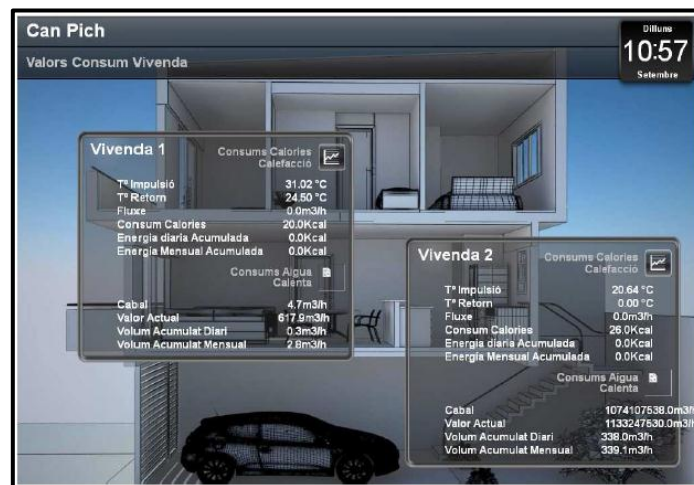 Can Pich
Dilluns
10:57
Setembre
Valors Consum Vivenda
Vivenda 1
Consums Calories
Calefacció
Tª Impulsió 31.02 °C
Tª Retorn 24.50 °C
Fluxe 0.0m3/h
Consum Calories 20.0Kcal
Energia diaria Acumulada 0.0Kcal
Energia Mensual Acumulada 0.0Kcal
Consums Aigua
Calenta
Cabal 4.7m3/h
Valor Actual 617.9m3/h
Volum Acumulat Diari 0.3m3/h
Volum Acumulat Mensual 2.8m3/h
Vivenda 2
Consums Calories
Calefacció
Tª Impulsió 20.64 °C
Tª Retorn 0.00 °C
Fluxe 0.0m3/h
Consum Calories 26.0Kcal
Energia diaria Acumulada 0.0Kcal
Energia Mensual Acumulada 0.0Kcal
Consums Aigua
Calenta
Cabal 1074107538.0m3/h
Valor Actual 1133247530.0m3/h
Volum Acumulat Diari 338.0m3/h
Volum Acumulat Mensual 339.1m3/h